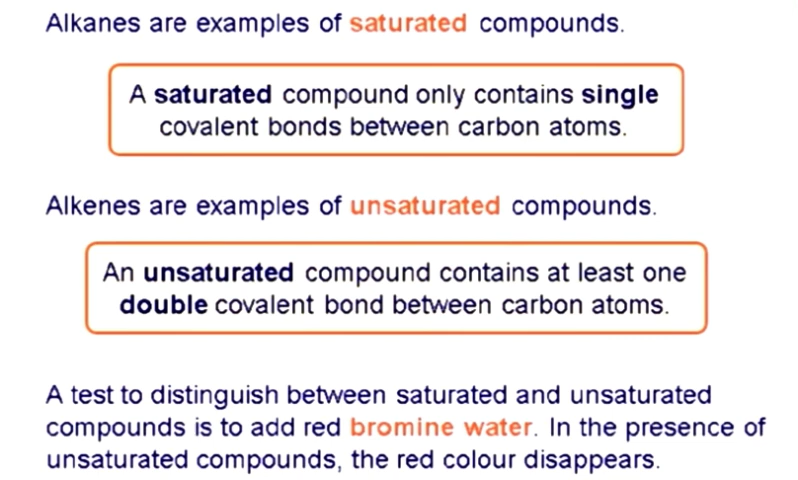 Alkanes are examples of saturated compounds.
A saturated compound only contains single
covalent bonds between carbon atoms.
Alkenes are examples of unsaturated compounds.
An unsaturated compound contains at least one
double covalent bond between carbon atoms.
A test to distinguish between saturated and unsaturated
compounds is to add red bromine water. In the presence of
unsaturated compounds, the red colour disappears.